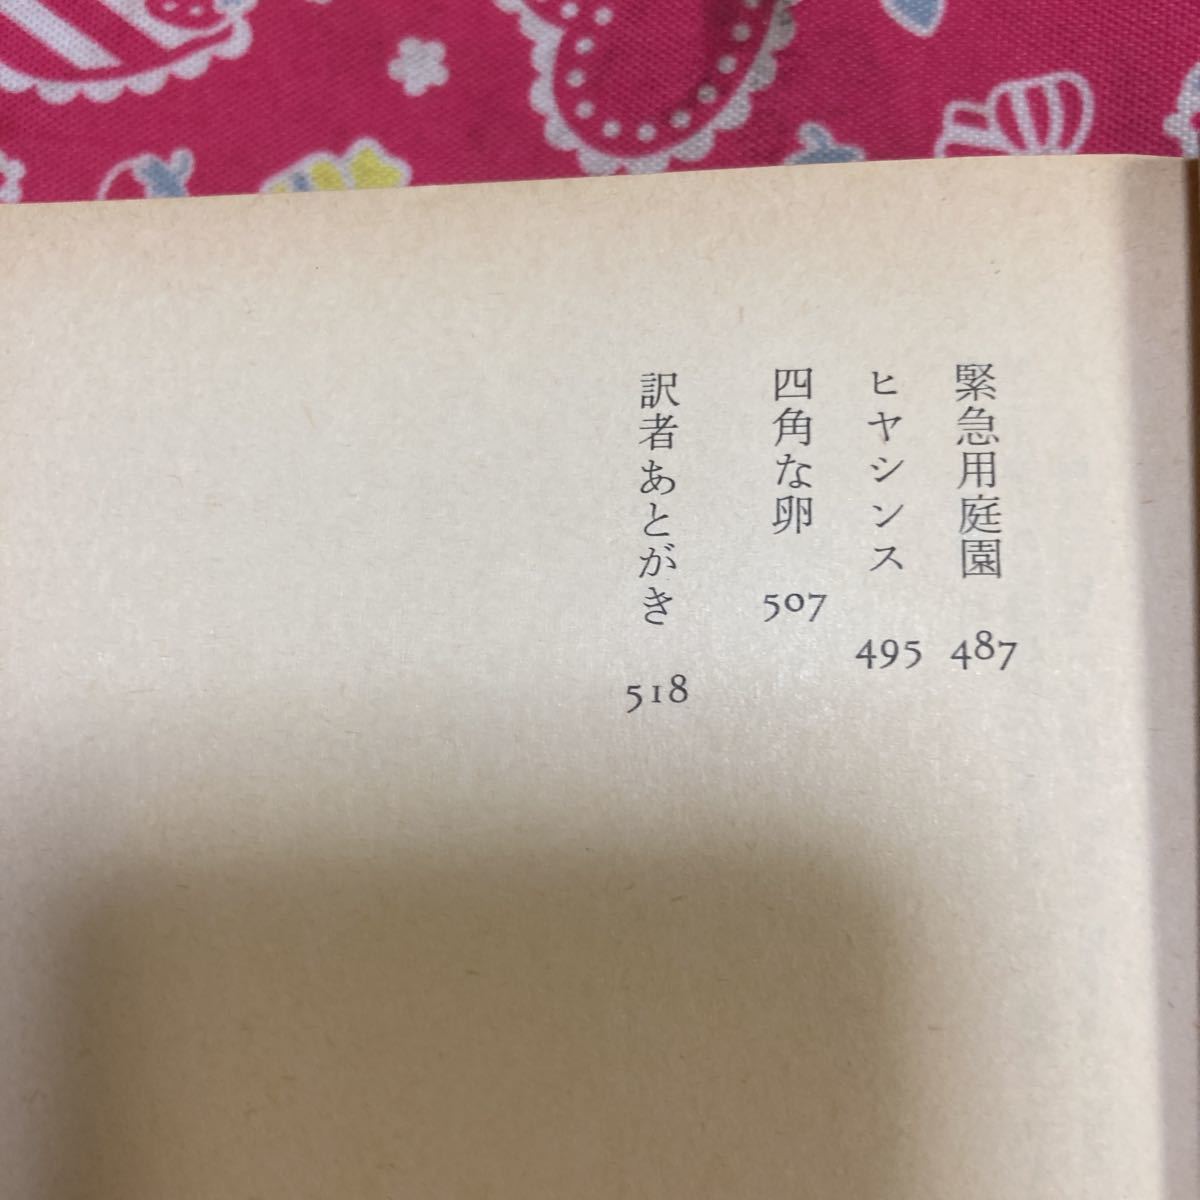 緊急用庭園 487
ヒヤシンス 495
四角な卵 507
訳者あとがき 518